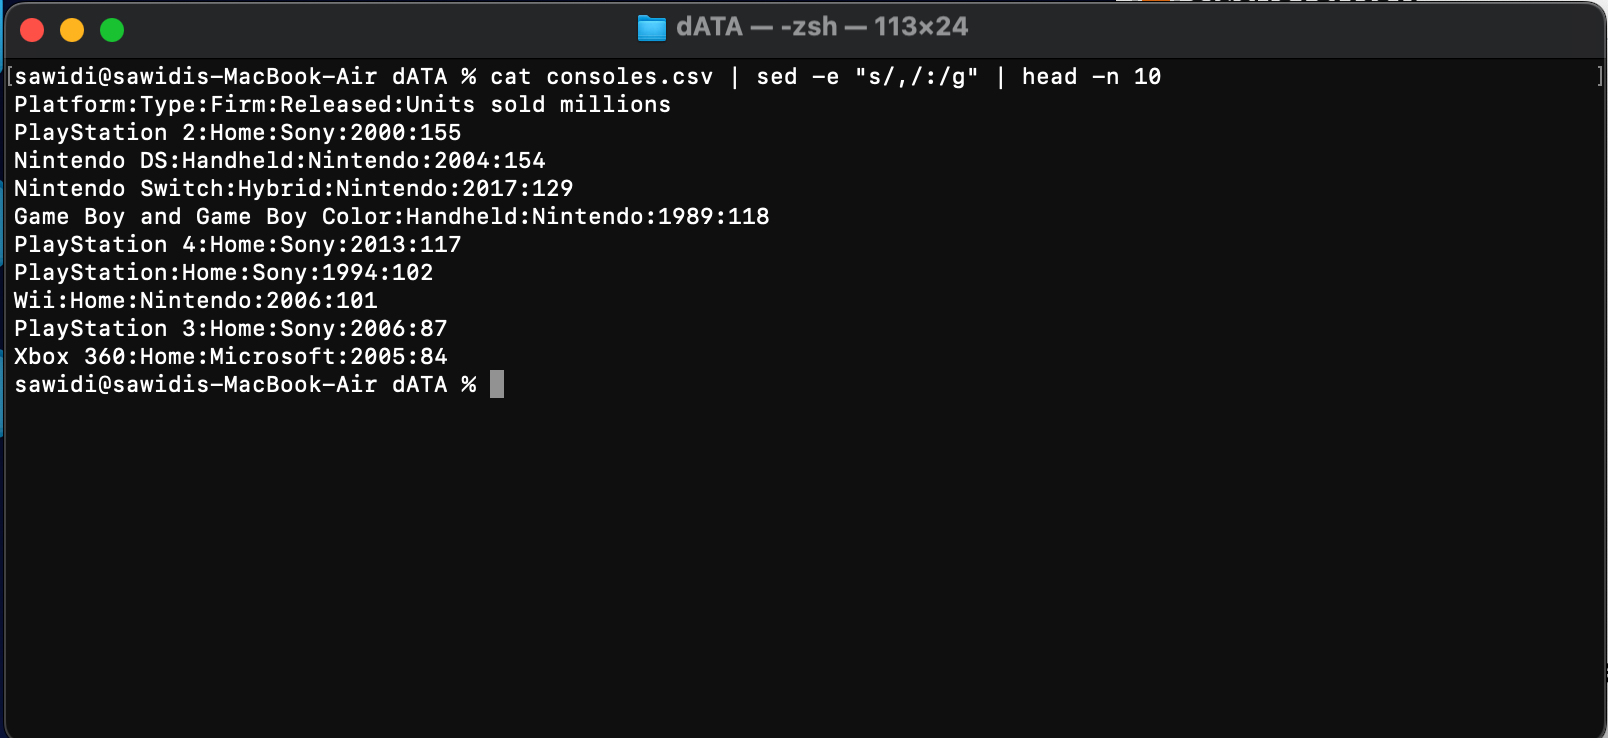 dATA — -zsh — 113×24
[sawidi@sawidis-MacBook-Air dATA % cat consoles.csv | sed -e "s/,/:/g" | head -n 10 ]
Platform:Type:Firm:Released:Units sold millions
PlayStation 2:Home:Sony:2000:155
Nintendo DS:Handheld:Nintendo:2004:154
Nintendo Switch:Hybrid:Nintendo:2017:129
Game Boy and Game Boy Color:Handheld:Nintendo:1989:118
PlayStation 4:Home:Sony:2013:117
PlayStation:Home:Sony:1994:102
Wii:Home:Nintendo:2006:101
PlayStation 3:Home:Sony:2006:87
Xbox 360:Home:Microsoft:2005:84
sawidi@sawidis-MacBook-Air dATA %